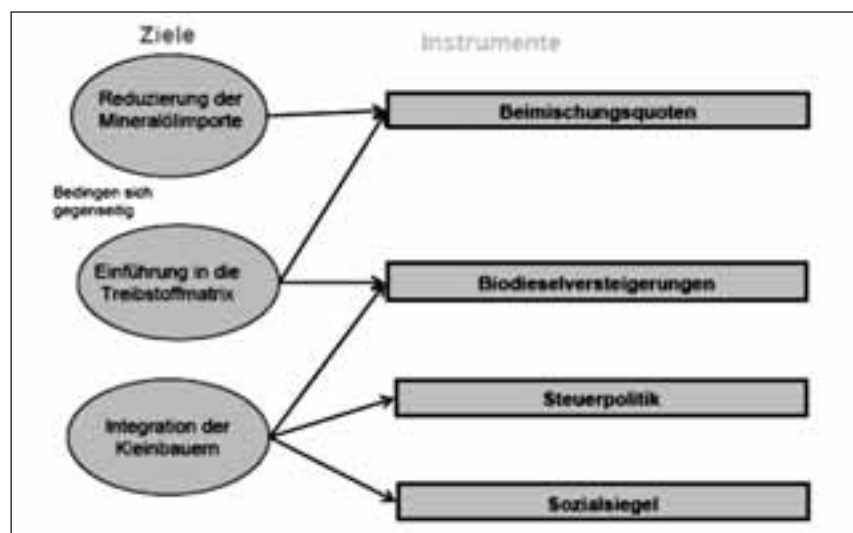 Ziele
Instrumente
Reduzierung der
Mineralölimporte
Beimischungsquoten
Bedingen sich
gegenseitig
Einführung in die
Treibstoffmatrix
Biodieselversteigerungen
Steuerpolitik
Integration der
Kleinbauern
Sozialsiegel